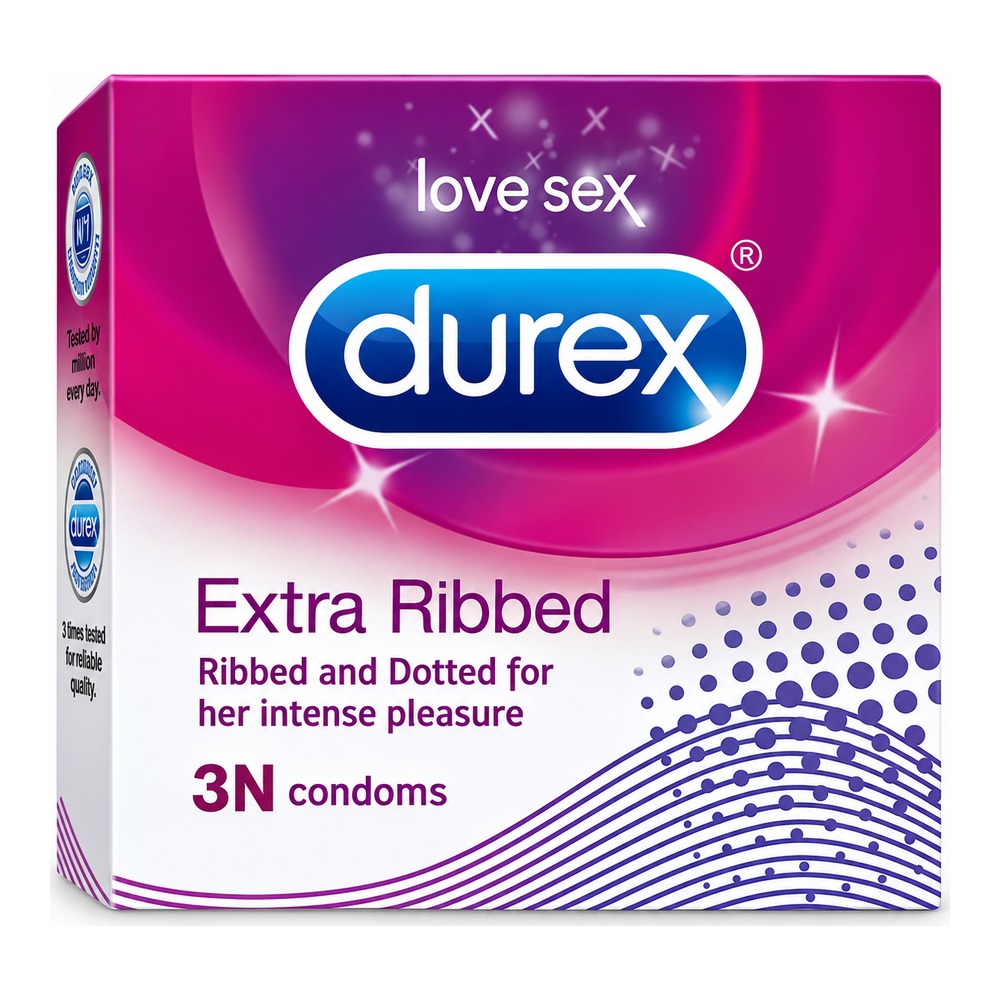 love sex
durex
®
Extra Ribbed
Ribbed and Dotted for
her intense pleasure
3N condoms
Tested by
million
every day.
durex
3 times tested
for reliable
quality.